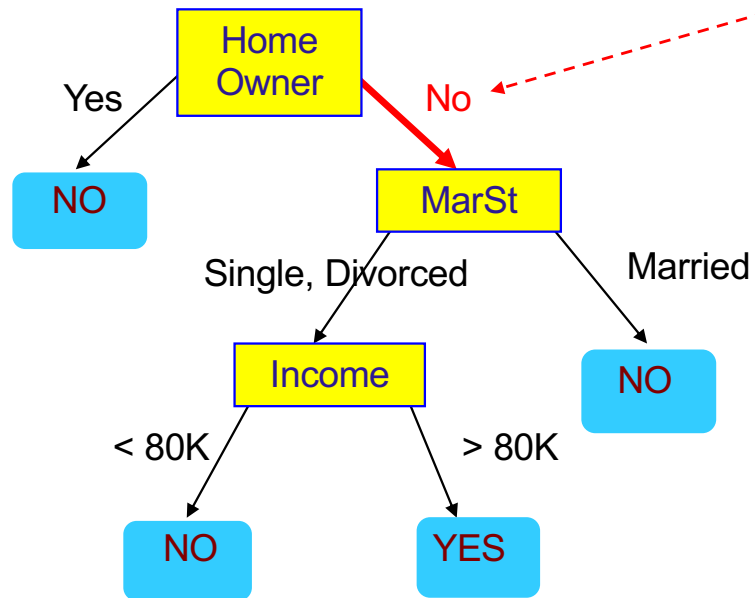 Home
Owner
Yes
No
NO
MarSt
Single, Divorced
Married
Income
NO
< 80K
> 80K
NO
YES